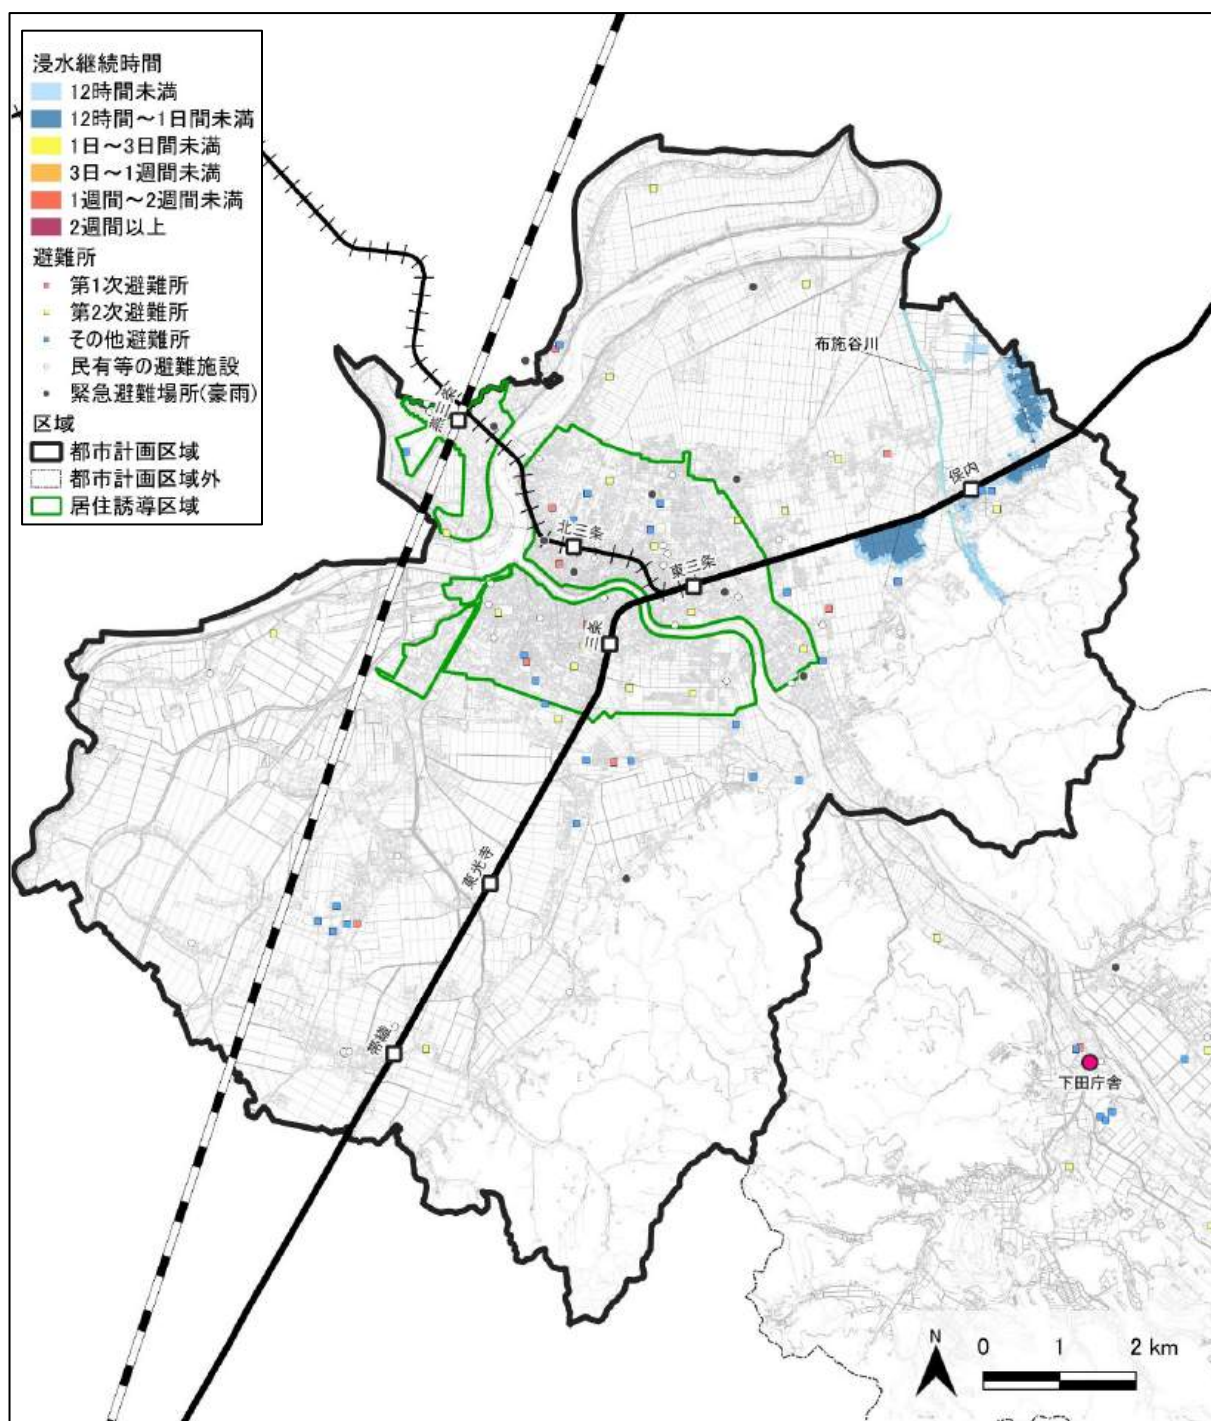 浸水継続時間
12時間未満
12時間～1日間未満
1日～3日間未満
3日～1週間未満
1週間～2週間未満
2週間以上
避難所
第1次避難所
第2次避難所
その他避難所
民有等の避難施設
緊急避難場所(豪雨)
区域
都市計画区域
都市計画区域外
居住誘導区域
布施谷川
燕三条
保内
北三条
東三条
三条
東光寺
帯織
下田庁舎
N
0 1 2 km